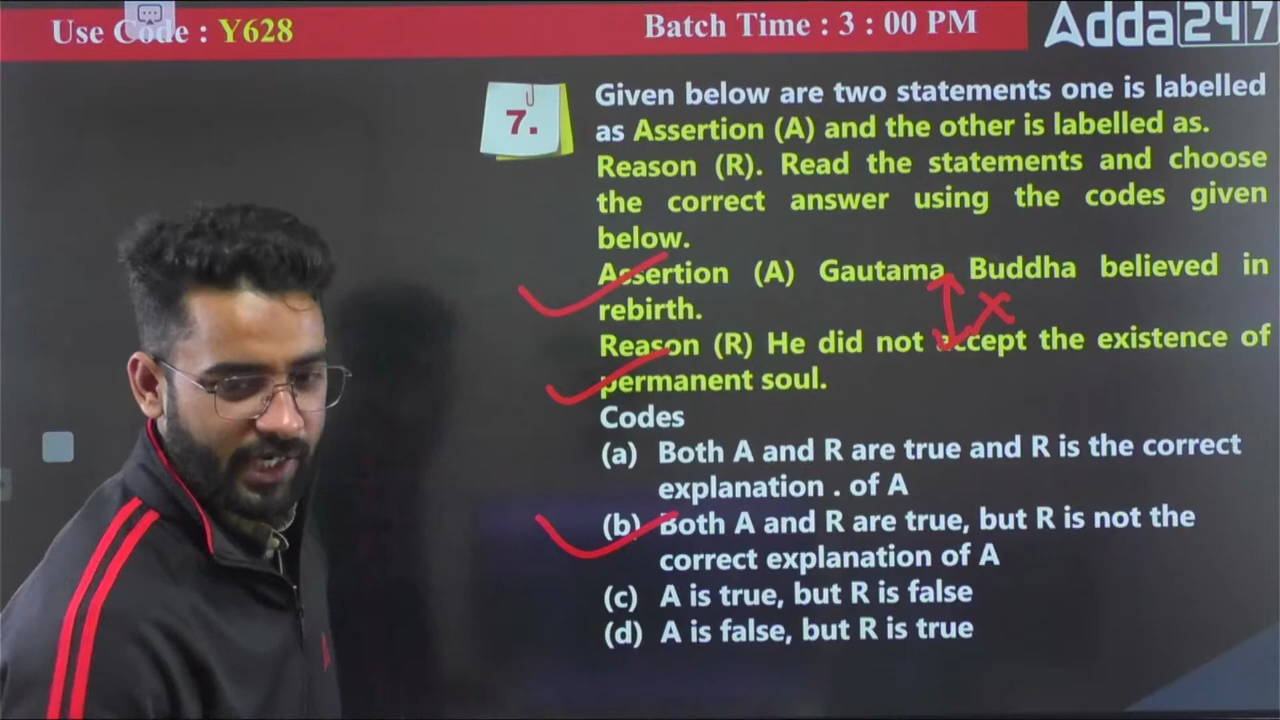 Use Code : Y628
Batch Time : 3 : 00 PM
Adda247
7.
Given below are two statements one is labelled
as Assertion (A) and the other is labelled as.
Reason (R). Read the statements and choose
the correct answer using the codes given
below.
Assertion (A) Gautama Buddha believed in
rebirth.
Reason (R) He did not accept the existence of
permanent soul.
Codes
(a) Both A and R are true and R is the correct
explanation . of A
(b) Both A and R are true, but R is not the
correct explanation of A
(c) A is true, but R is false
(d) A is false, but R is true